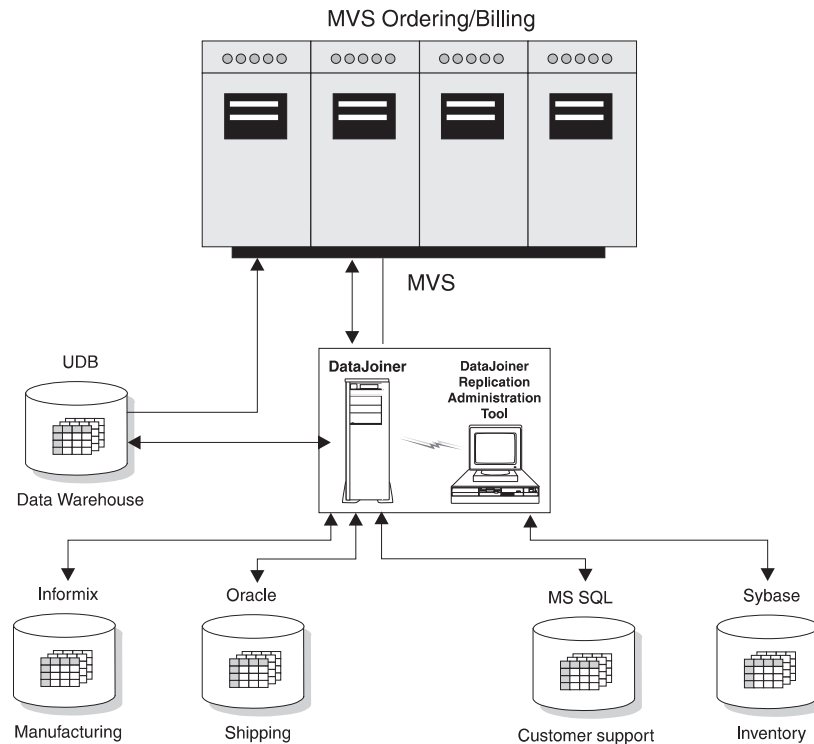 MVS Ordering/Billing
MVS
UDB
Data Warehouse
DataJoiner
DataJoiner
Replication
Administration
Tool
Informix
Oracle
MS SQL
Sybase
Manufacturing
Shipping
Customer support
Inventory